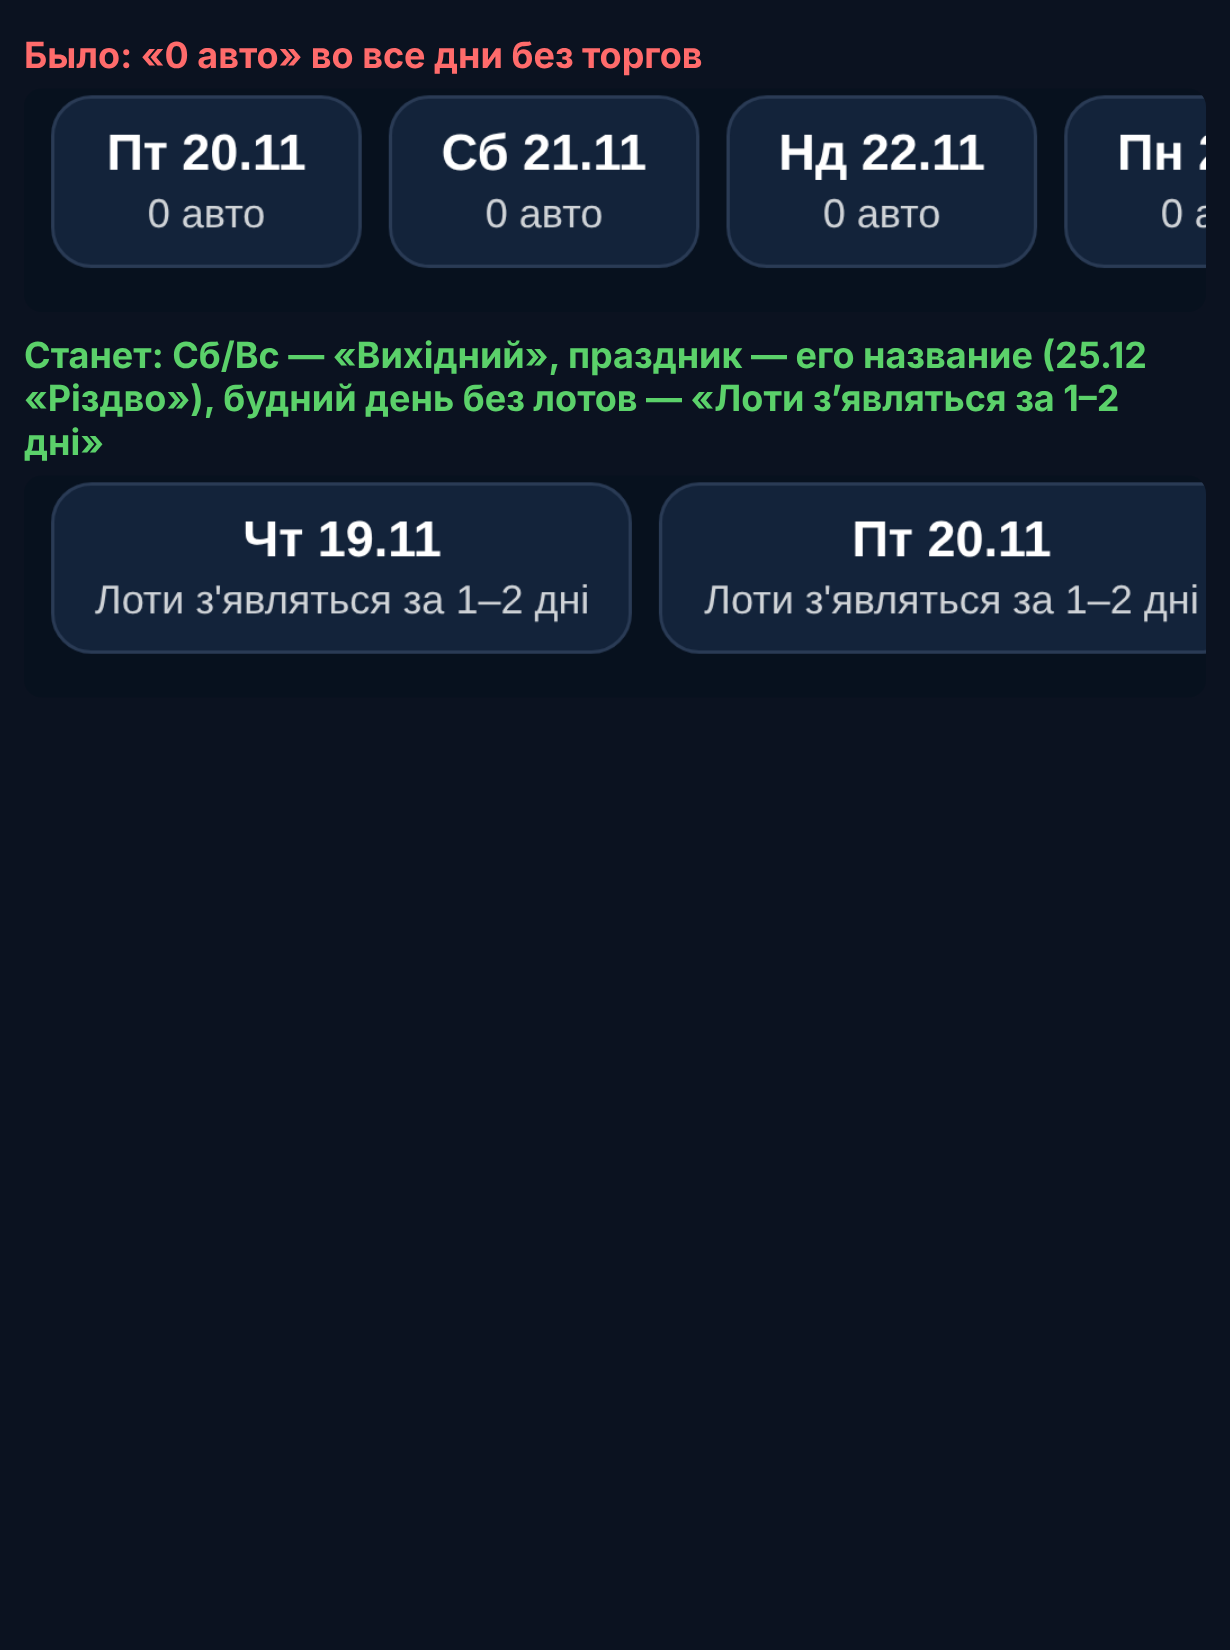 Было: «0 авто» во все дни без торгов
Пт 20.11 Сб 21.11 Нд 22.11 Пн
0 авто 0 авто 0 авто 0
Станет: Сб/Вс — «Вихідний», праздник — его название (25.12
«Різдво»), будний день без лотов — «Лоти з’являться за 1–2
дні»
Чт 19.11 Пт 20.11
Лоти з'являться за 1–2 дні Лоти з'являться за 1–2 дні